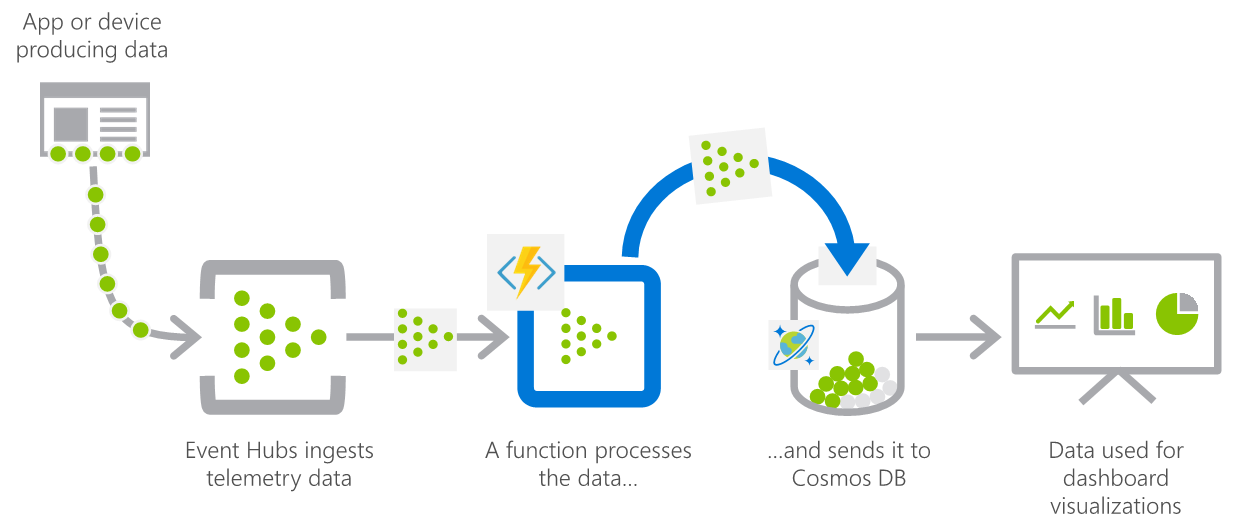 App or device
producing data
Event Hubs ingests
telemetry data
A function processes
the data...
...and sends it to
Cosmos DB
Data used for
dashboard
visualizations